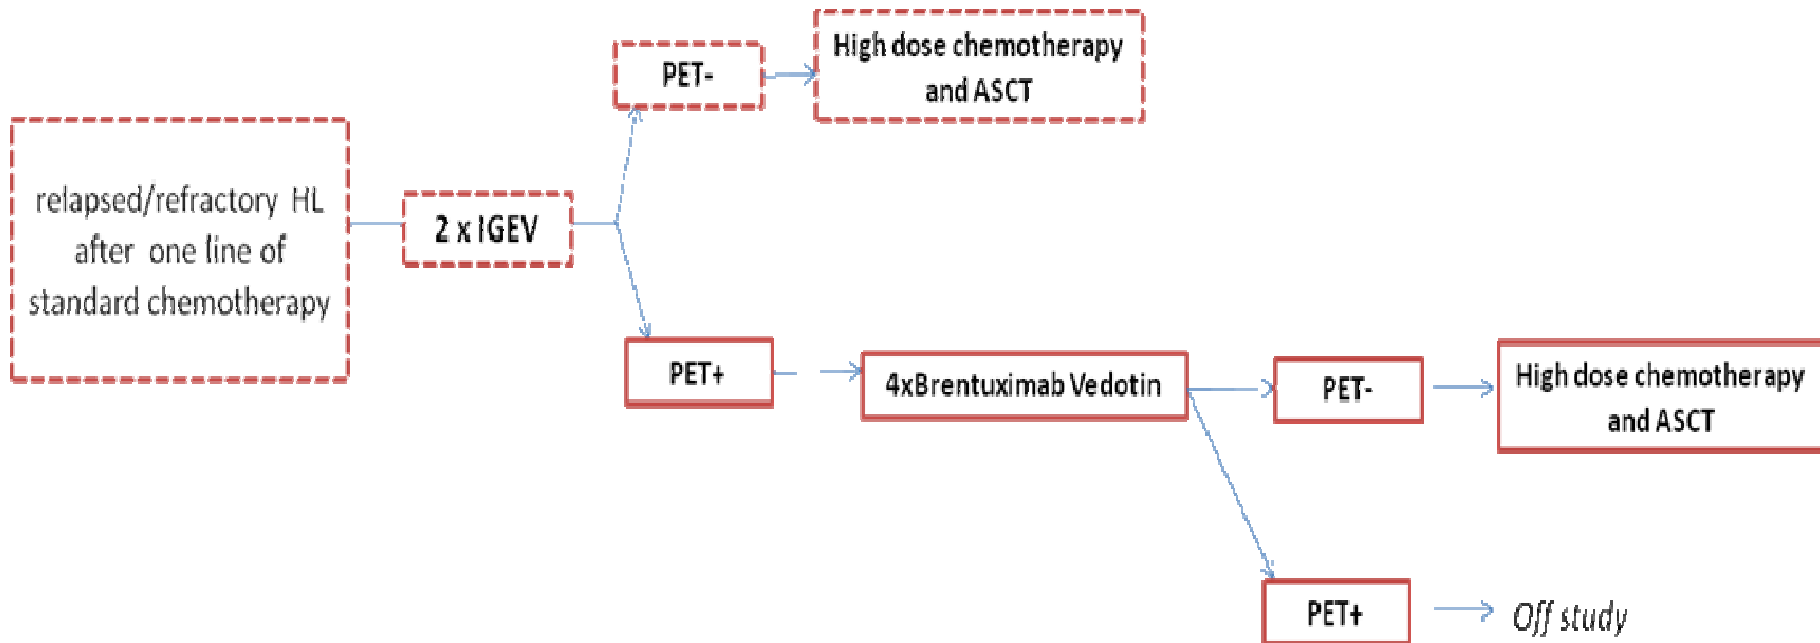 relapsed/refractory HL
after one line of
standard chemotherapy
2 x IGEV
PET-
High dose chemotherapy
and ASCT
PET+
4xBrentuximab Vedotin
PET-
High dose chemotherapy
and ASCT
PET+
Off study